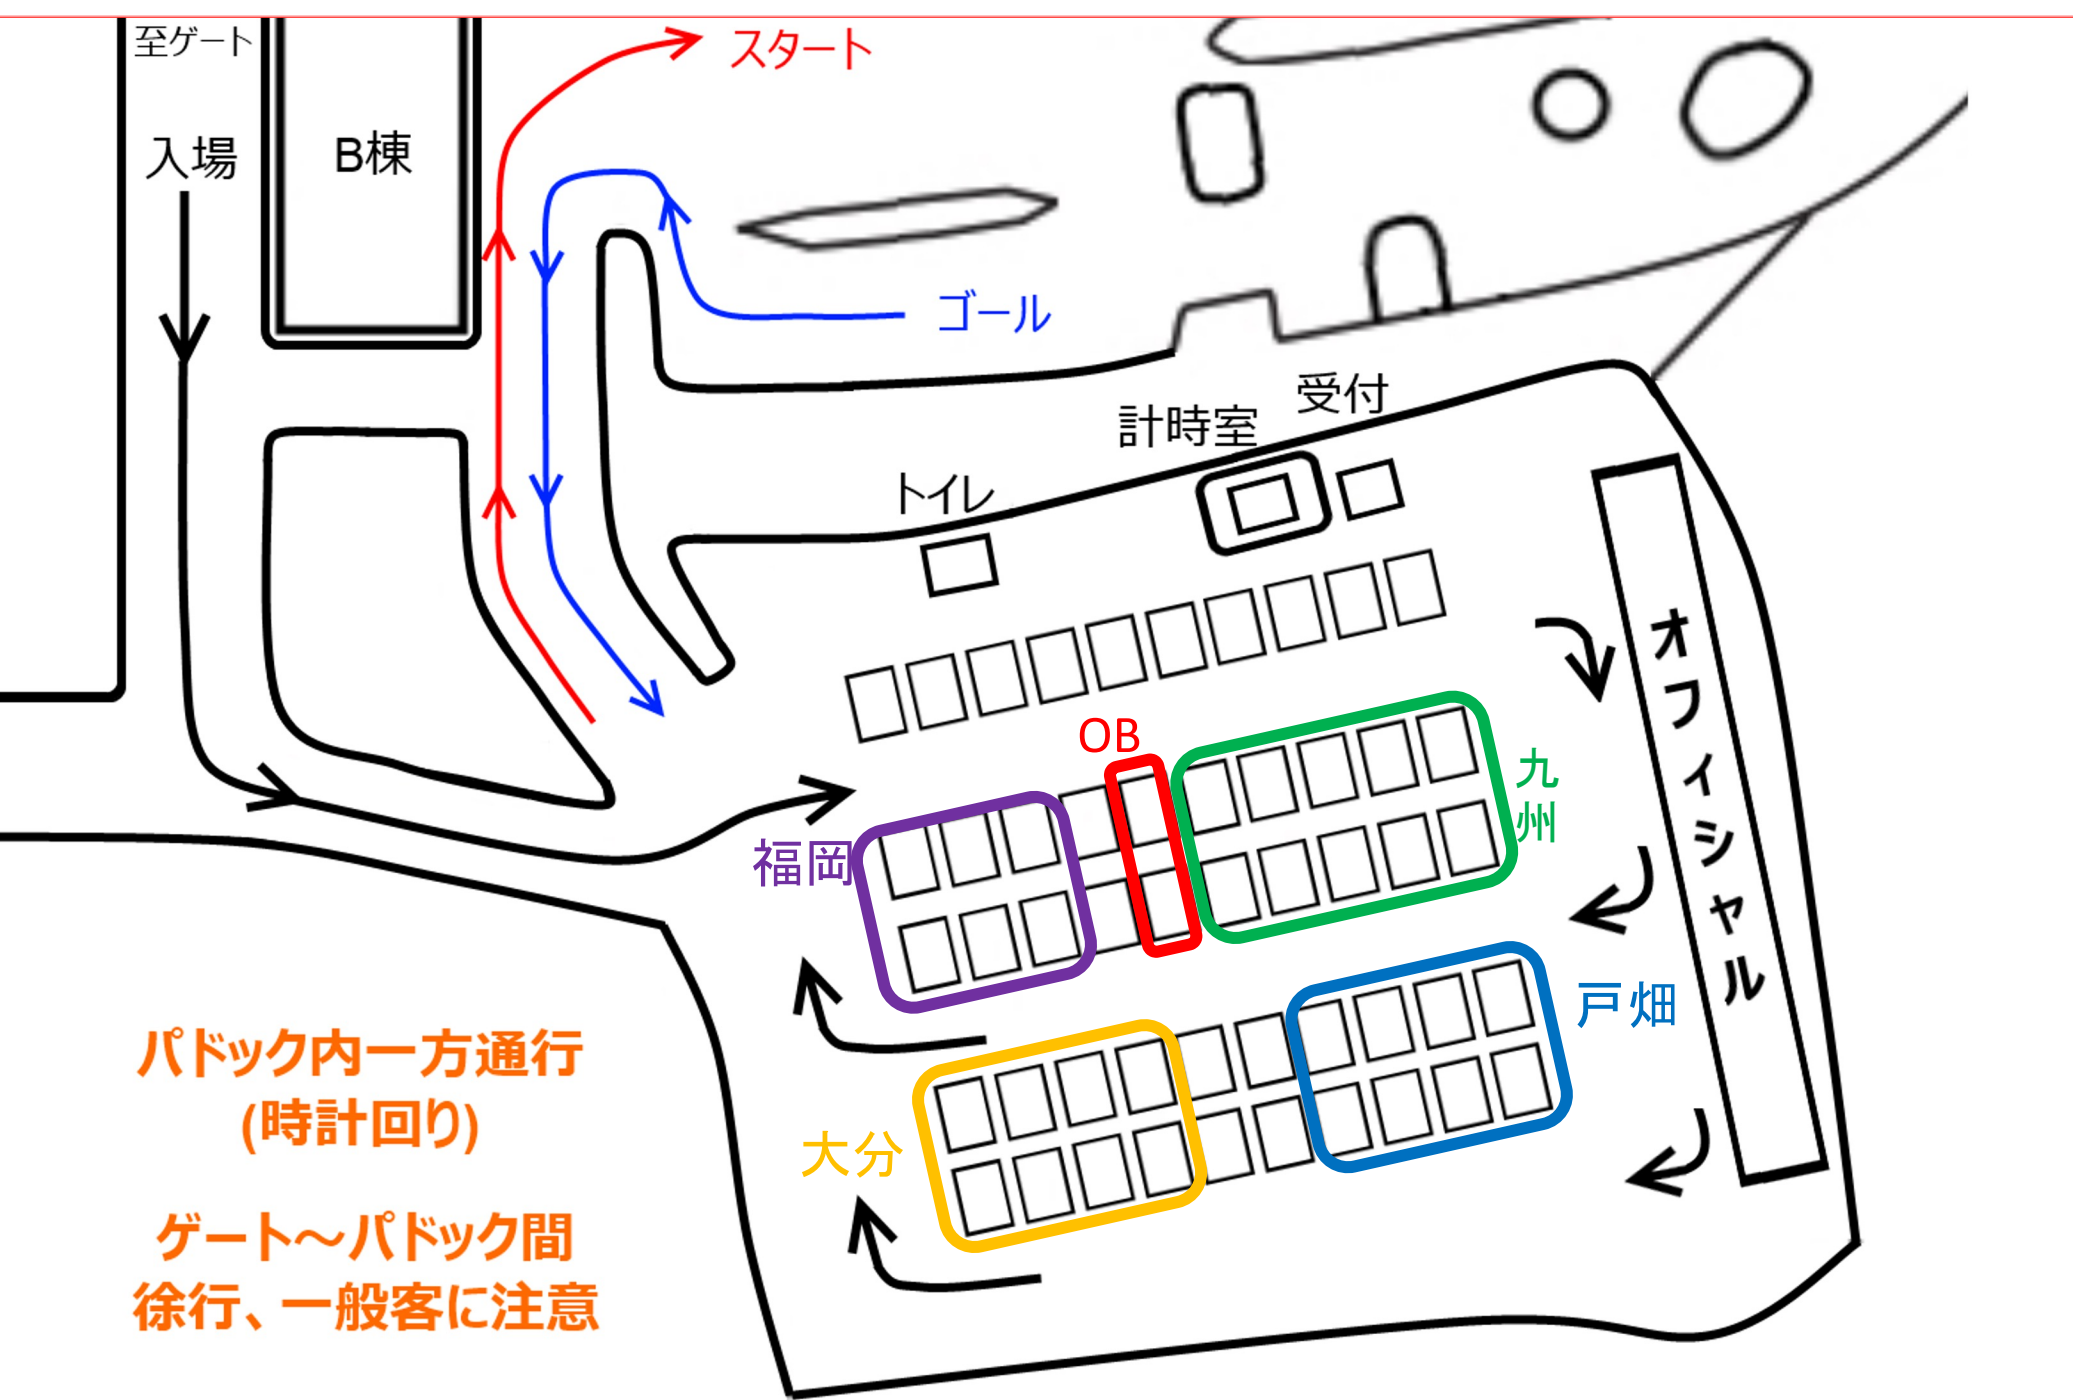 至ゲート
スタート
入場
B棟
ゴール
受付
計時室
トイレ
オフィシャル
OB
九州
福岡
戸畑
パドック内一方通行
(時計回り)
大分
ゲート～パドック間
徐行、一般客に注意